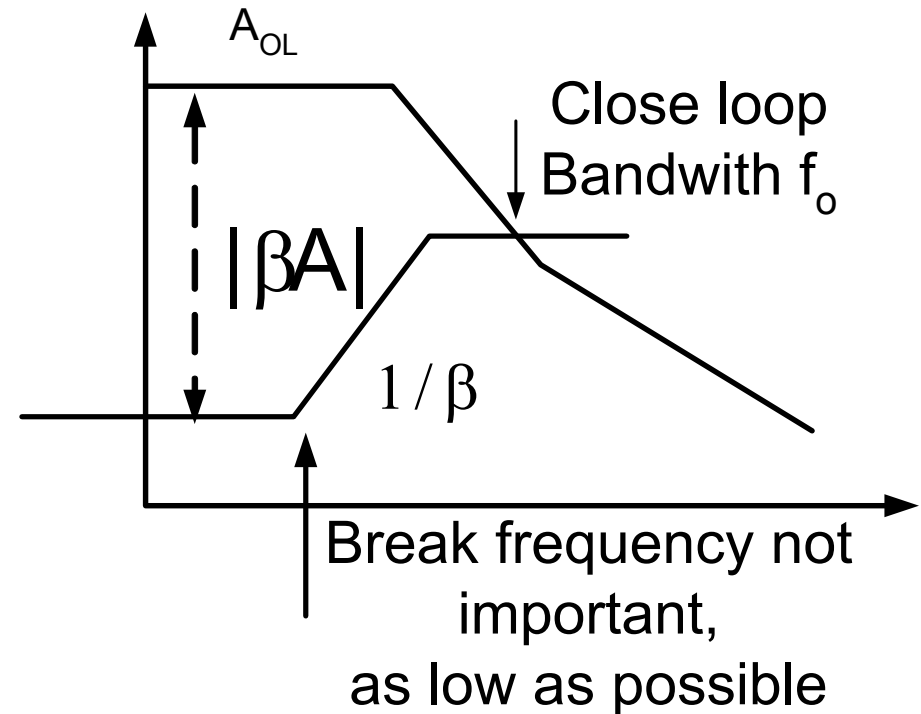 A_OL
Close loop
Bandwith f_o
|βA|
1/β
Break frequency not
important,
as low as possible